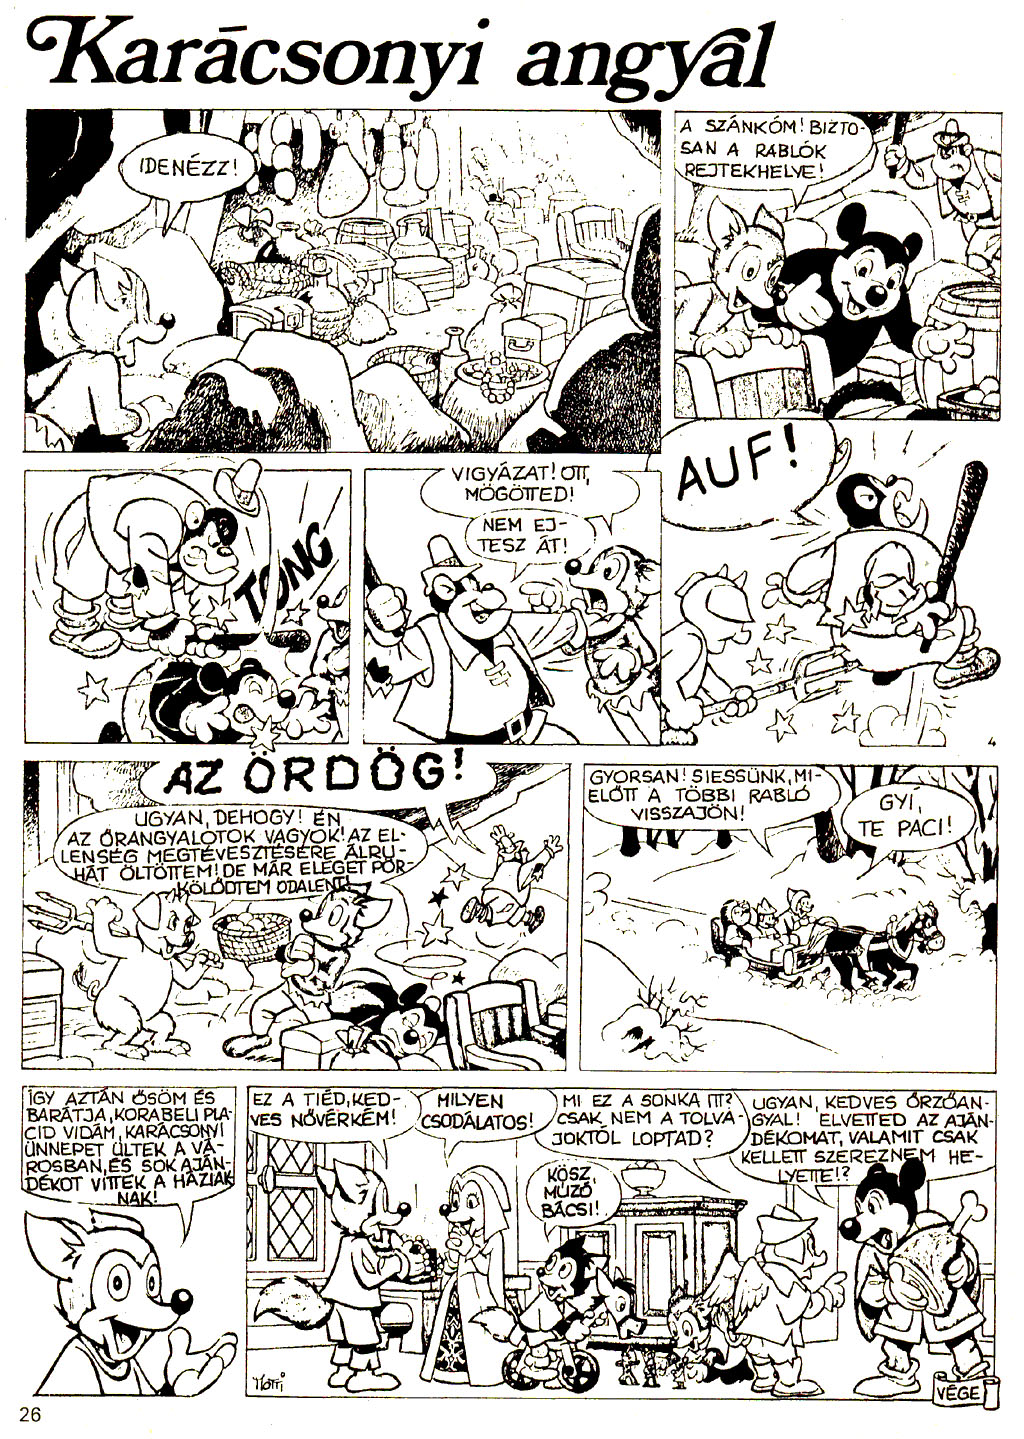 Karácsonyi angyal
IDENÉZZ!
A SZÁNKÓM! BIZTO-
SAN A RABLÓK
REJTEKHELYE!
TONG
VIGYÁZAT! OTT,
MÖGÖTTED!
NEM EJ-
TESZ ÁT!
AUF!
4
AZ ÖRDÖG!
UGYAN, DEHOGY! ÉN
AZ ŐRANGYALOTOK VAGYOK! AZ EL-
LENSÉG MEGTÉVESZTÉSÉRE ÁLRU-
HÁT ÖLTÖTTEM! DE MÁR ELEGET PÖR-
KÖLŐDTEM ODALENT!
GYORSAN! SIESSÜNK, MI-
ELŐTT A TÖBBI RABLÓ
VISSZAJÖN!
GYÍ,
TE PACI!
ÍGY AZTÁN ŐSÖM ÉS
BARÁTJA, KORABELI PLA-
CID VIDÁM, KARÁCSONYI
ÜNNEPET ÜLTEK A VÁ-
ROSBAN, ÉS SOK AJÁN-
DÉKOT VITTEK A HÁZIAK-
NAK!
EZ A TIÉD, KED-
VES NŐVÉRKÉM!
MILYEN
CSODÁLATOS!
KÖSZ,
MUZÓ
BÁCSI!
MI EZ A SONKA ITT?
CSAK NEM A TOLVA-
JOKTÓL LOPTAD?
UGYAN, KEDVES ŐRZŐAN-
GYAL! ELVETTED AZ AJÁN-
DÉKOMAT, VALAMIT CSAK
KELLETT SZEREZNEM HE-
LYETTE!?
Motti
VÉGE
26